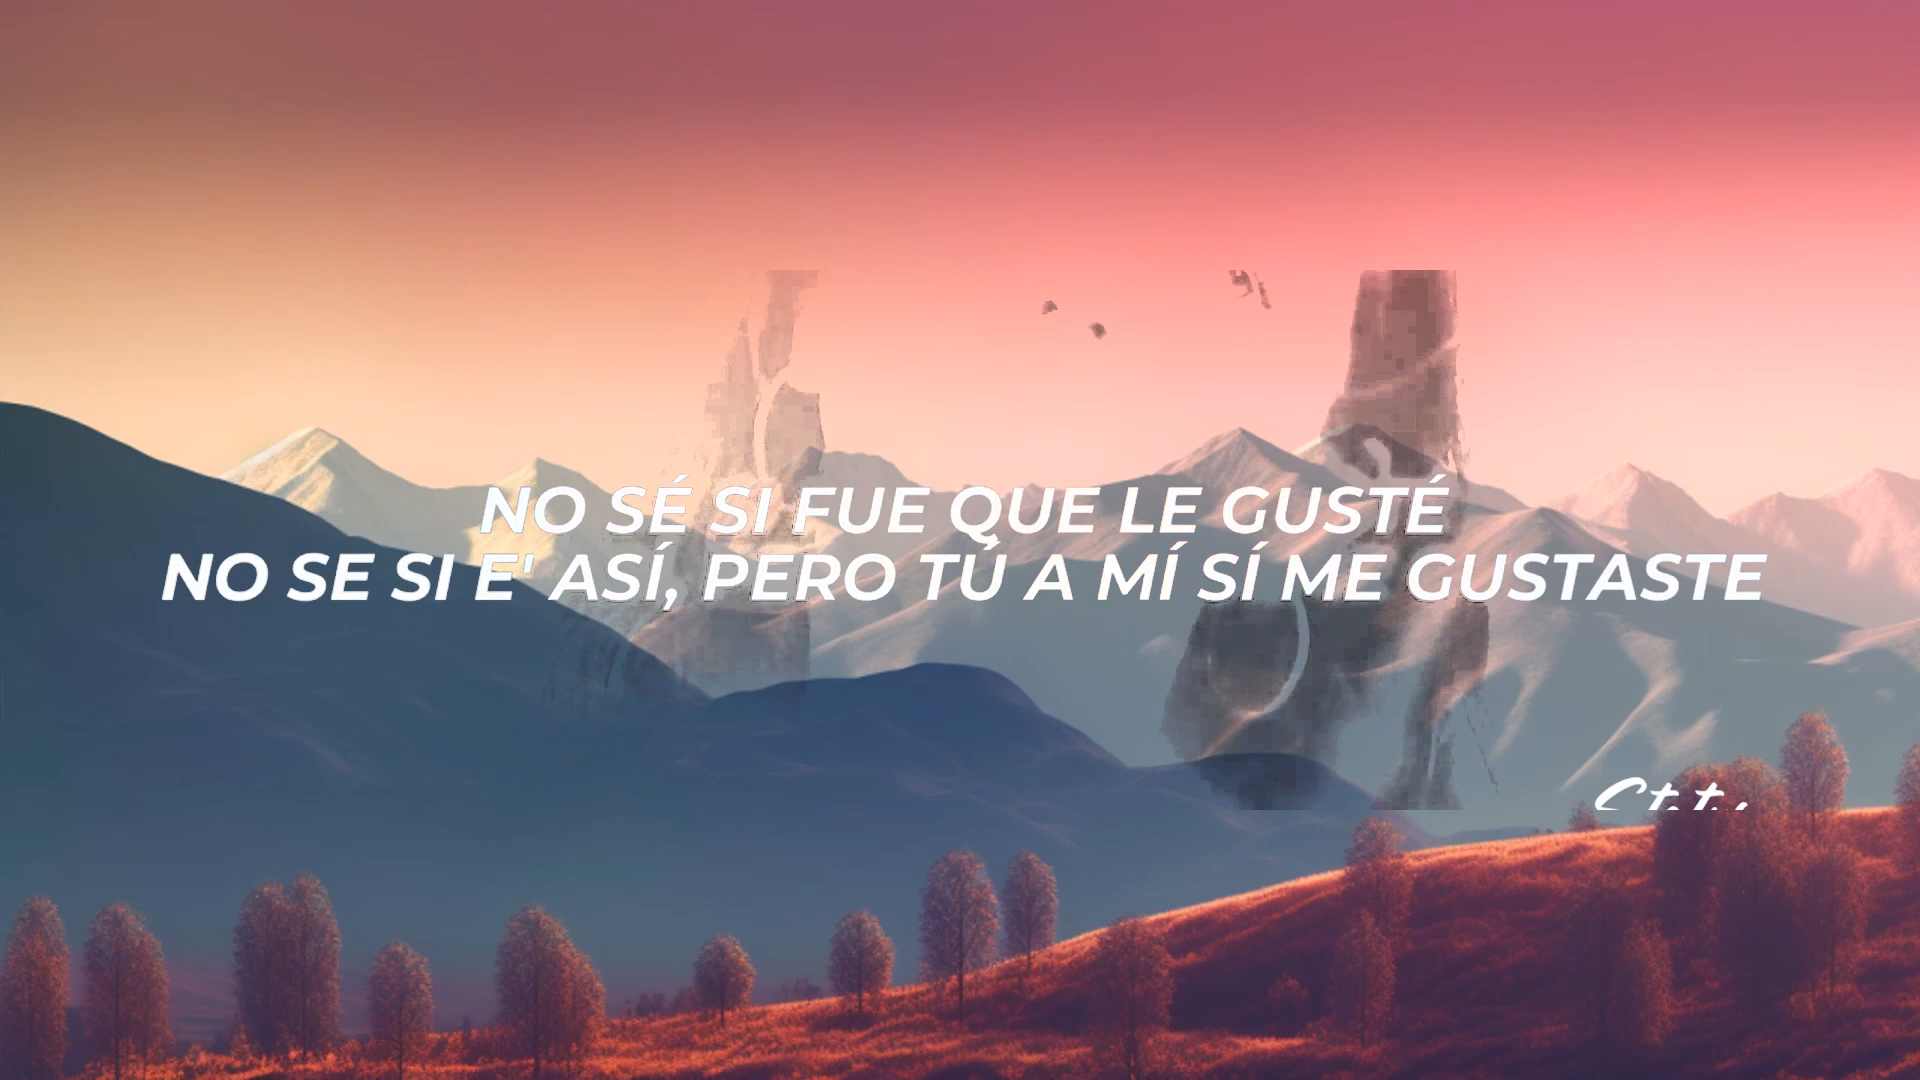 NO SÉ SI FUE QUE LE GUSTÉ
NO SE SI E' ASÍ, PERO TÚ A MÍ SÍ ME GUSTASTE